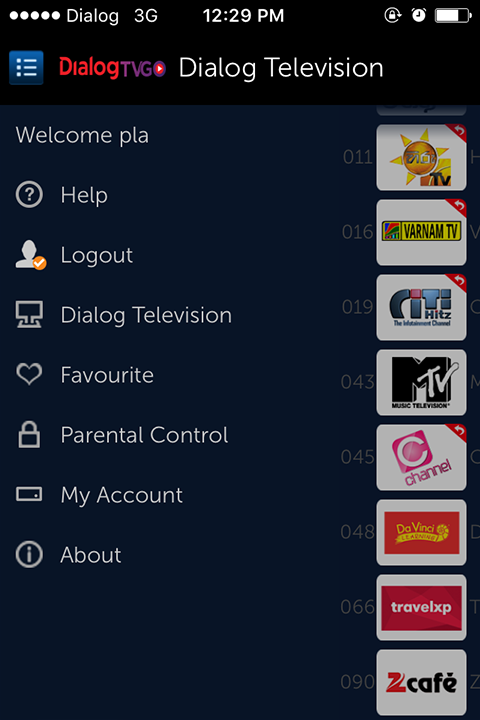 Dialog 3G 12:29 PM
DialogTVGO Dialog Television
Welcome pla
Help
Logout
Dialog Television
Favourite
Parental Control
My Account
About
011 TV H
016 VARNAM TV V
019 CiTi Hitz The Infotainment Channel C
043 MTV MUSIC TELEVISION M
045 C channel C
048 Da Vinci LEARNING D
066 travelxp T
090 Z café Z